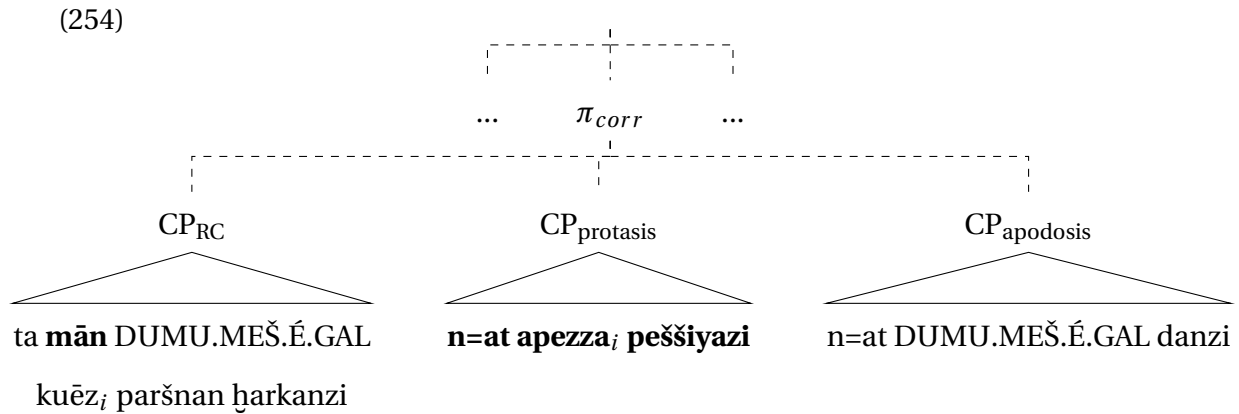 (254)
... π_corr ...
CP_RC CP_protasis CP_apodosis
ta mān DUMU.MEŠ.É.GAL n=at apezza_i peššiyazi n=at DUMU.MEŠ.É.GAL danzi
kuēz_i paršnan ḫarkanzi